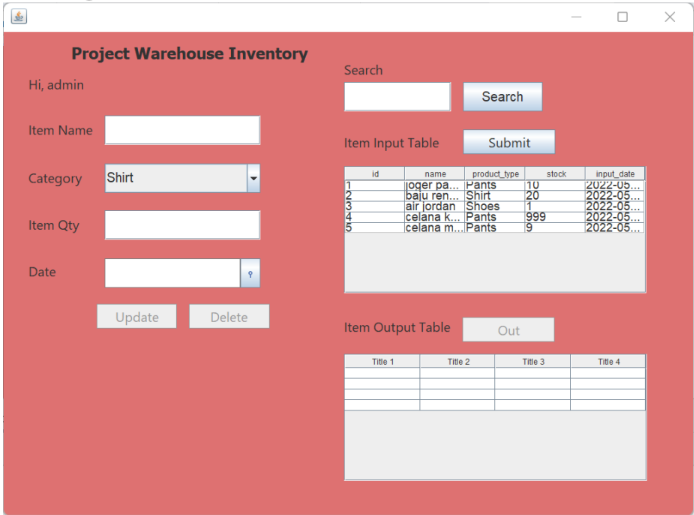 Project Warehouse Inventory
Hi, admin
Item Name
Category Shirt
Item Qty
Date
Update Delete
Search
Search
Item Input Table Submit
id name product_type stock input_date
1 joger pa... Pants 10 2022-05...
2 baju ren... Shirt 20 2022-05...
3 air jordan Shoes 1 2022-05...
4 celana k... Pants 999 2022-05...
5 celana m... Pants 9 2022-05...
Item Output Table Out
Title 1 Title 2 Title 3 Title 4